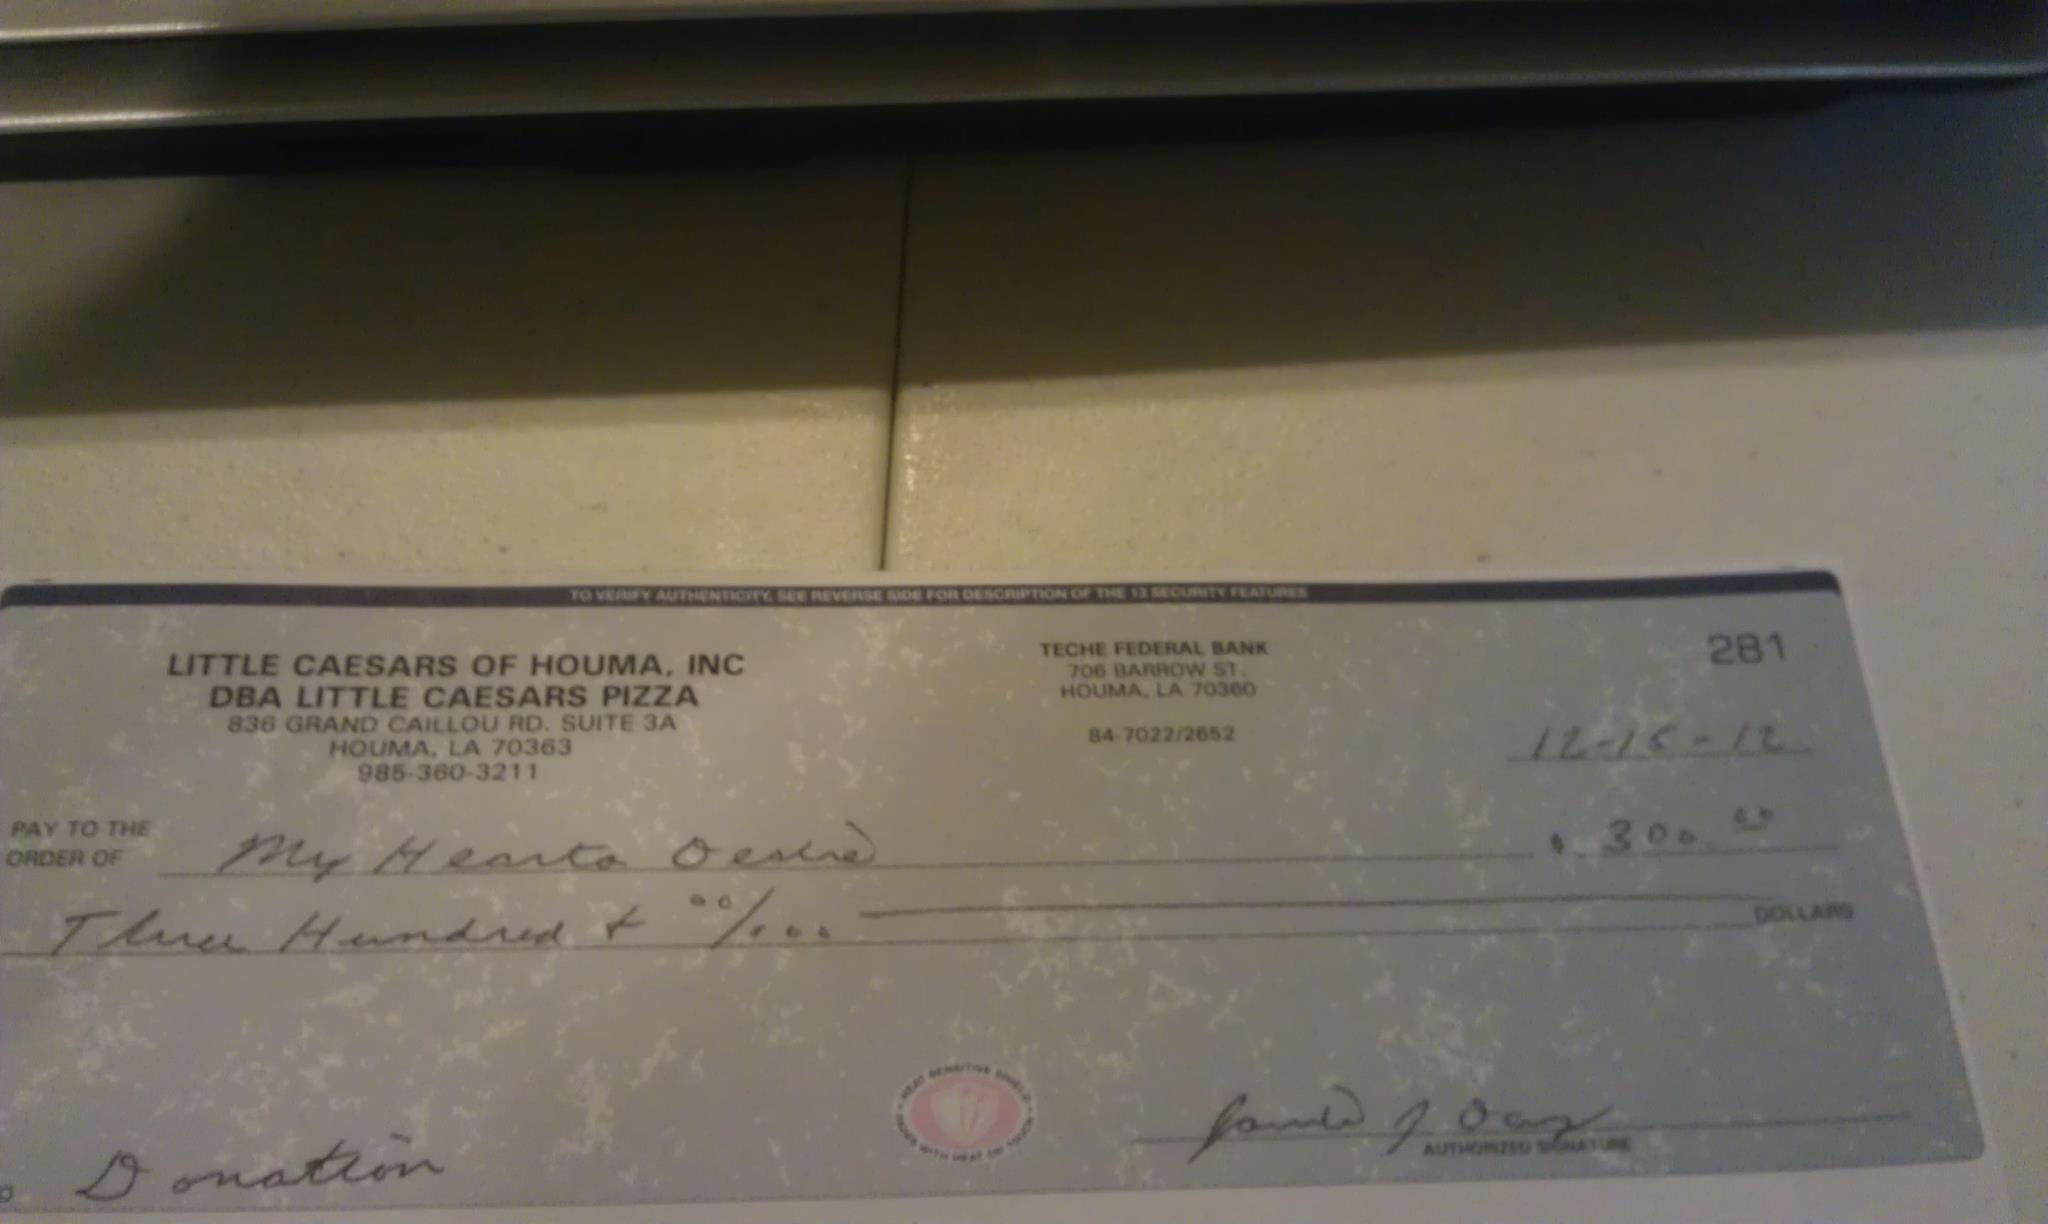 TO VERIFY AUTHENTICITY, SEE REVERSE SIDE FOR DESCRIPTION OF THE 13 SECURITY FEATURES
LITTLE CAESARS OF HOUMA, INC
DBA LITTLE CAESARS PIZZA
836 GRAND CAILLOU RD. SUITE 3A
HOUMA, LA 70363
985-360-3211
TECHE FEDERAL BANK
706 BARROW ST.
HOUMA, LA 70360
84-7022/2652
281
12-15-12
PAY TO THE
ORDER OF My Hearts Desire $ 300.00
Three Hundred + 00/100 DOLLARS
HEAT SENSITIVE SHIELD
AUTHORIZED SIGNATURE
Donation